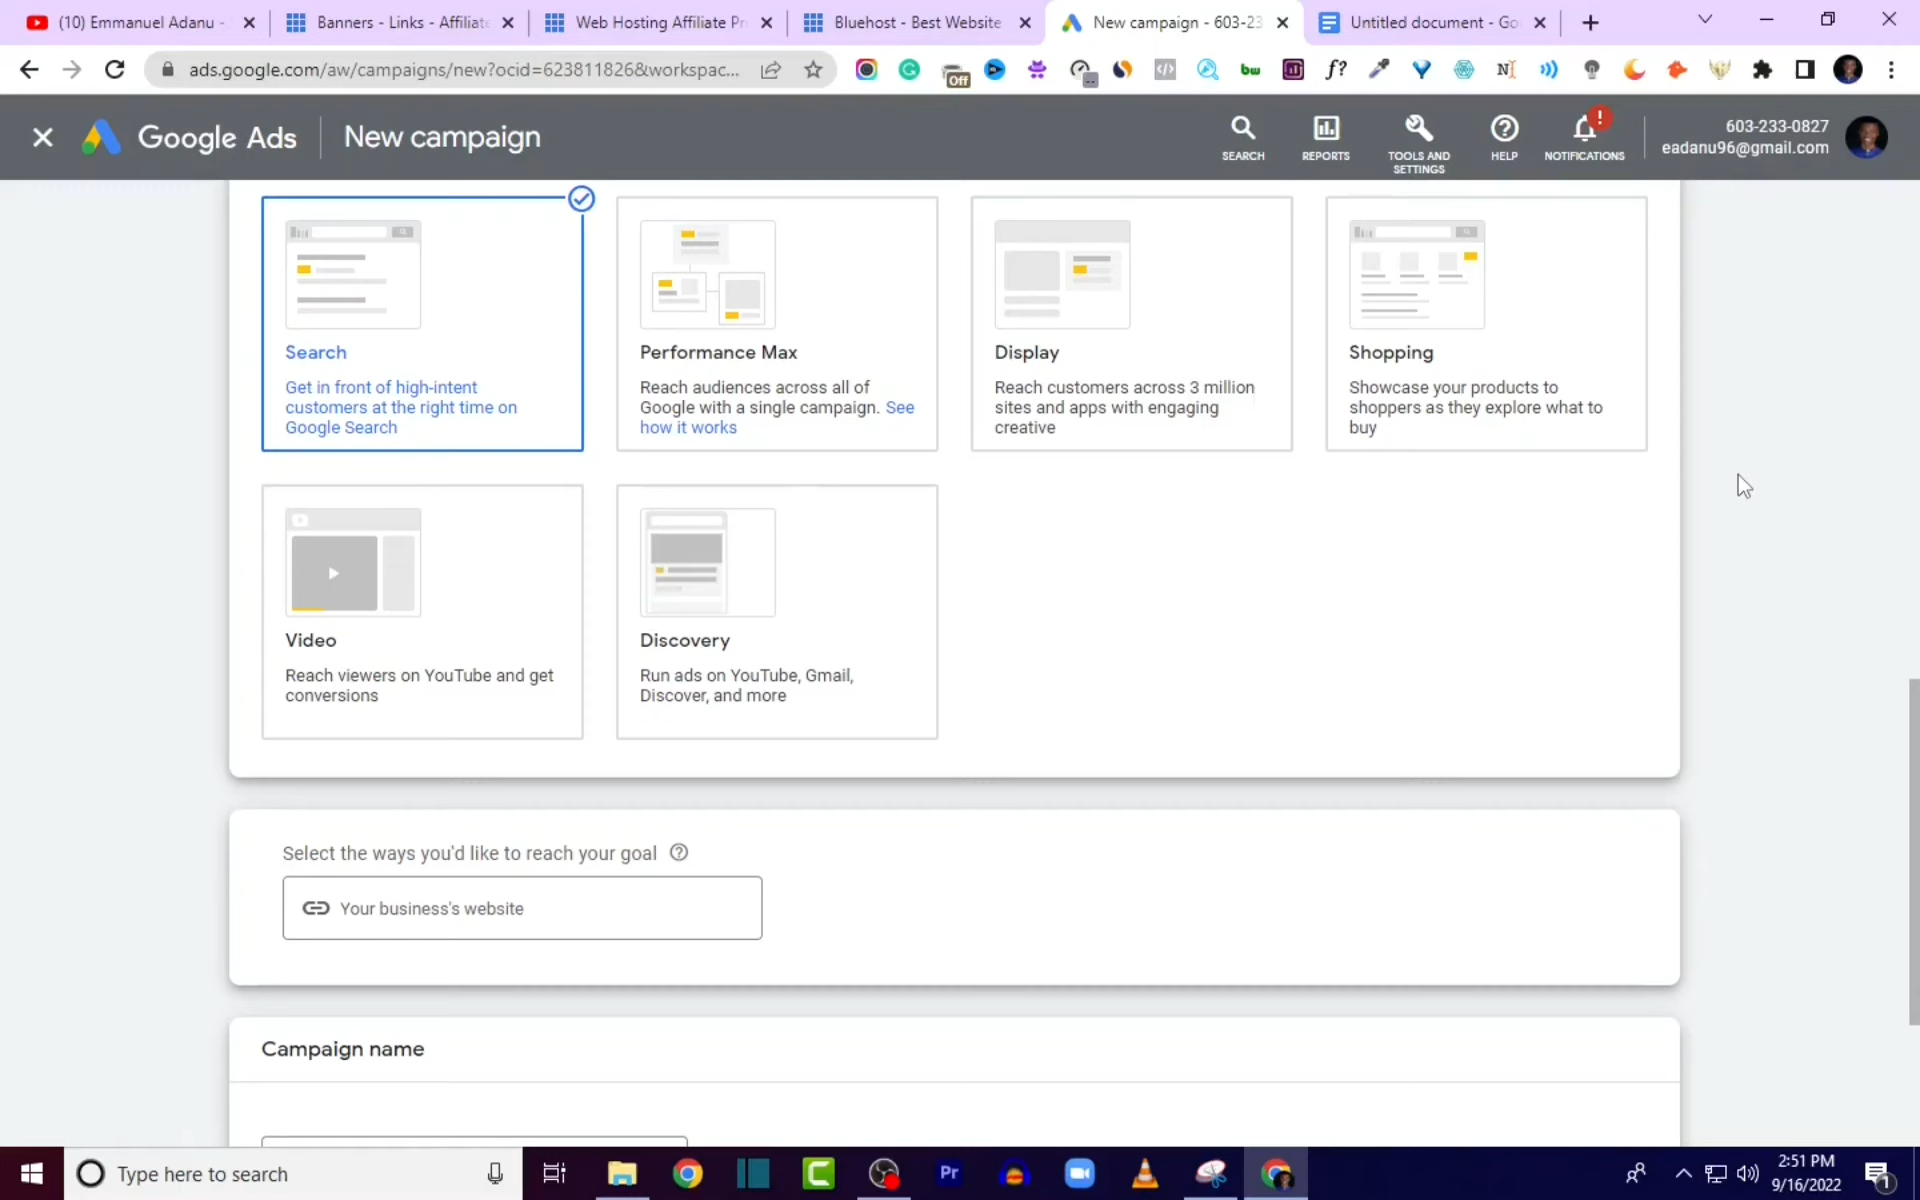 (10) Emmanuel Adanu -
Banners - Links - Affiliate
Web Hosting Affiliate Pr
Bluehost - Best Website
New campaign - 603-23
Untitled document - Go
ads.google.com/aw/campaigns/new?ocid=623811826&workspac...
Off
bw
f?
Google Ads
New campaign
SEARCH
REPORTS
TOOLS AND
SETTINGS
HELP
!
NOTIFICATIONS
603-233-0827
eadanu96@gmail.com
Search
Get in front of high-intent
customers at the right time on
Google Search
Performance Max
Reach audiences across all of
Google with a single campaign. See
how it works
Display
Reach customers across 3 million
sites and apps with engaging
creative
Shopping
Showcase your products to
shoppers as they explore what to
buy
Video
Reach viewers on YouTube and get
conversions
Discovery
Run ads on YouTube, Gmail,
Discover, and more
Select the ways you'd like to reach your goal
Your business's website
Campaign name
Type here to search
Pr
2:51 PM
9/16/2022
1